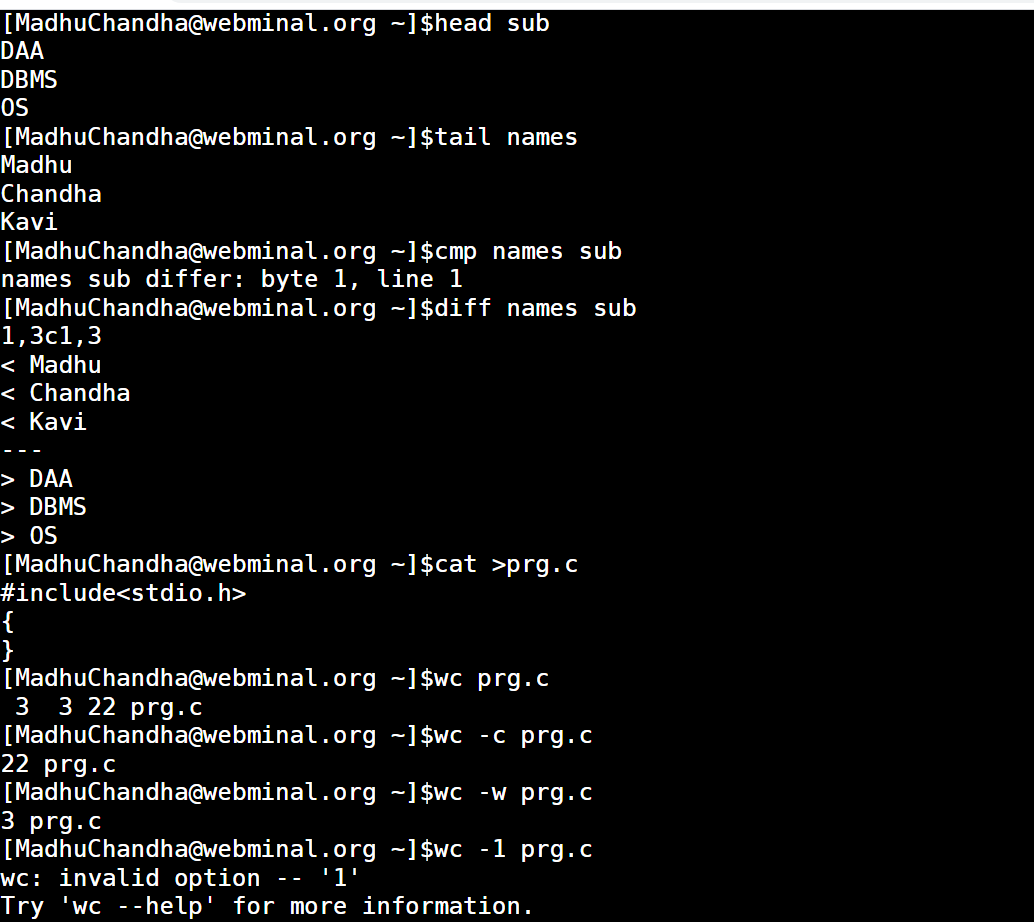 [MadhuChandha@webminal.org ~]$head sub
DAA
DBMS
OS
[MadhuChandha@webminal.org ~]$tail names
Madhu
Chandha
Kavi
[MadhuChandha@webminal.org ~]$cmp names sub
names sub differ: byte 1, line 1
[MadhuChandha@webminal.org ~]$diff names sub
1,3c1,3
< Madhu
< Chandha
< Kavi
---
> DAA
> DBMS
> OS
[MadhuChandha@webminal.org ~]$cat >prg.c
#include<stdio.h>
{
}
[MadhuChandha@webminal.org ~]$wc prg.c
 3  3 22 prg.c
[MadhuChandha@webminal.org ~]$wc -c prg.c
22 prg.c
[MadhuChandha@webminal.org ~]$wc -w prg.c
3 prg.c
[MadhuChandha@webminal.org ~]$wc -1 prg.c
wc: invalid option -- '1'
Try 'wc --help' for more information.